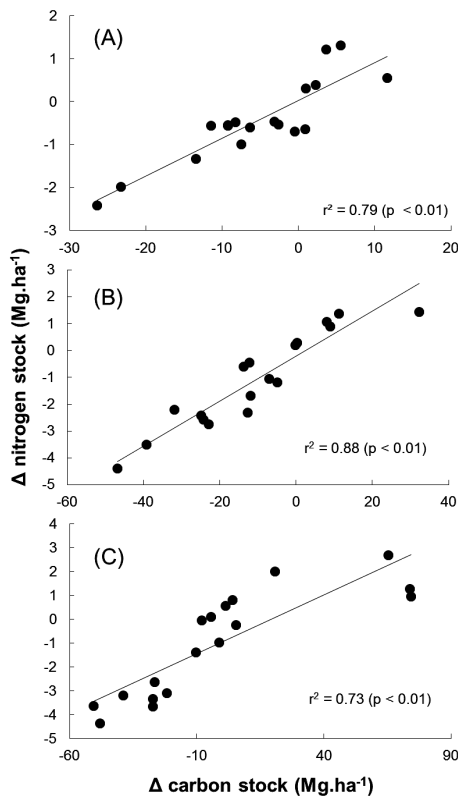 2
(A)
1
0
-1
-2
r² = 0.79 (p < 0.01)
-3
-30 -20 -10 0 10 20
Δ nitrogen stock (Mg.ha⁻¹)
3
(B)
2
1
0
-1
-2
-3
r² = 0.88 (p < 0.01)
-4
-5
-60 -40 -20 0 20 40
4
(C)
3
2
1
0
-1
-2
-3
r² = 0.73 (p < 0.01)
-4
-5
-60 -10 40 90
Δ carbon stock (Mg.ha⁻¹)